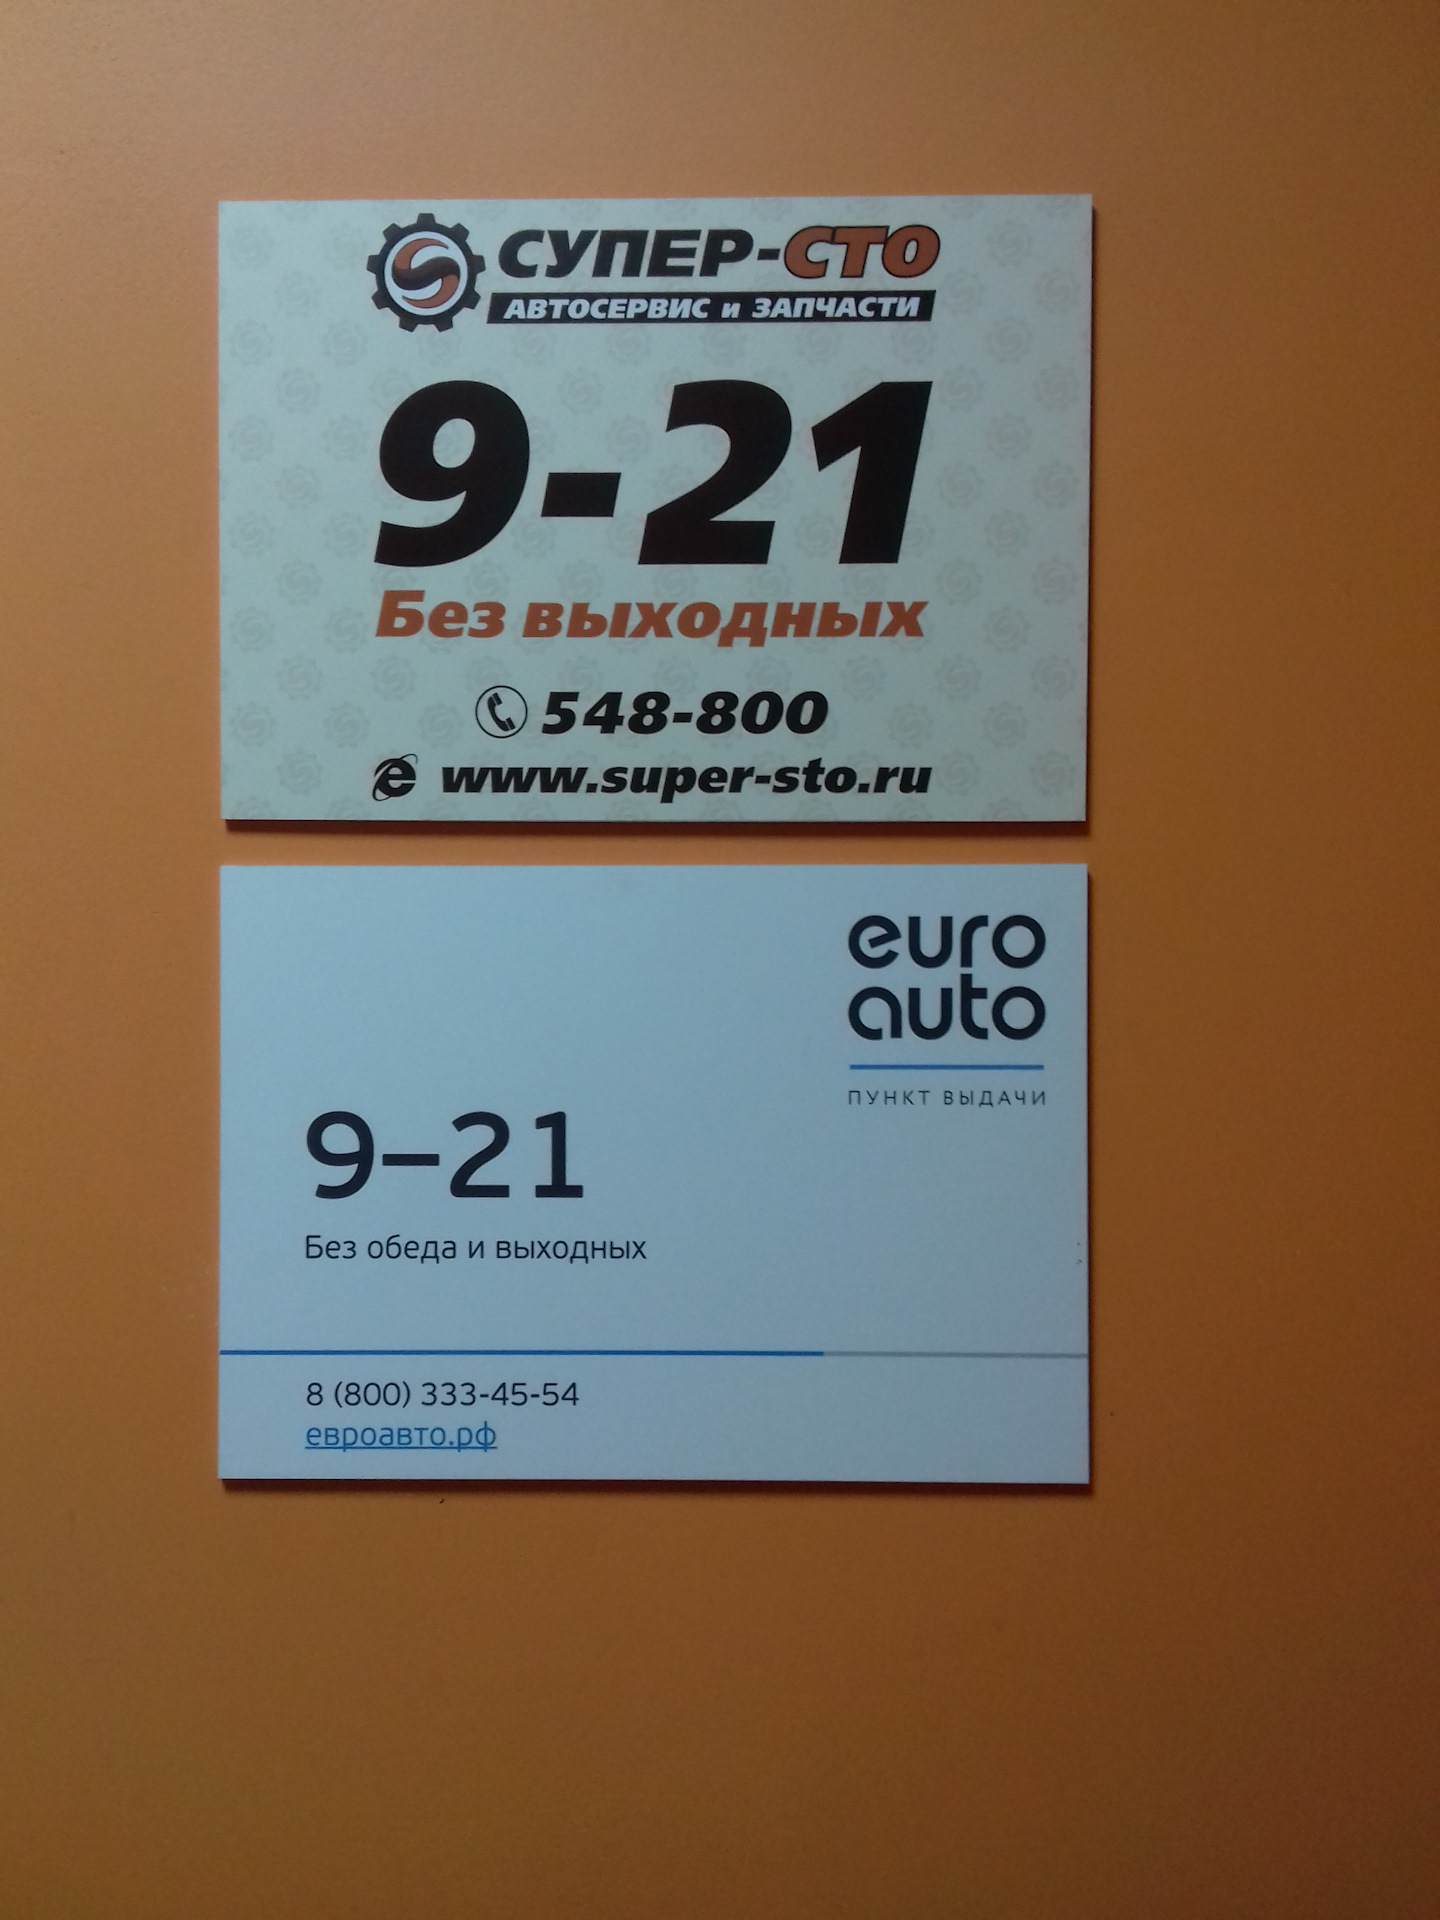 СУПЕР-СТО
АВТОСЕРВИС и ЗАПЧАСТИ
9-21
Без выходных
548-800
www.super-sto.ru
euro
auto
ПУНКТ ВЫДАЧИ
9–21
Без обеда и выходных
8 (800) 333-45-54
евроавто.рф